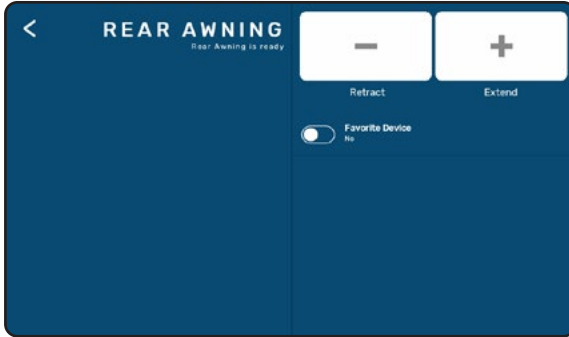 REAR AWNING
Rear Awning is ready
Retract
Extend
Favorite Device
No